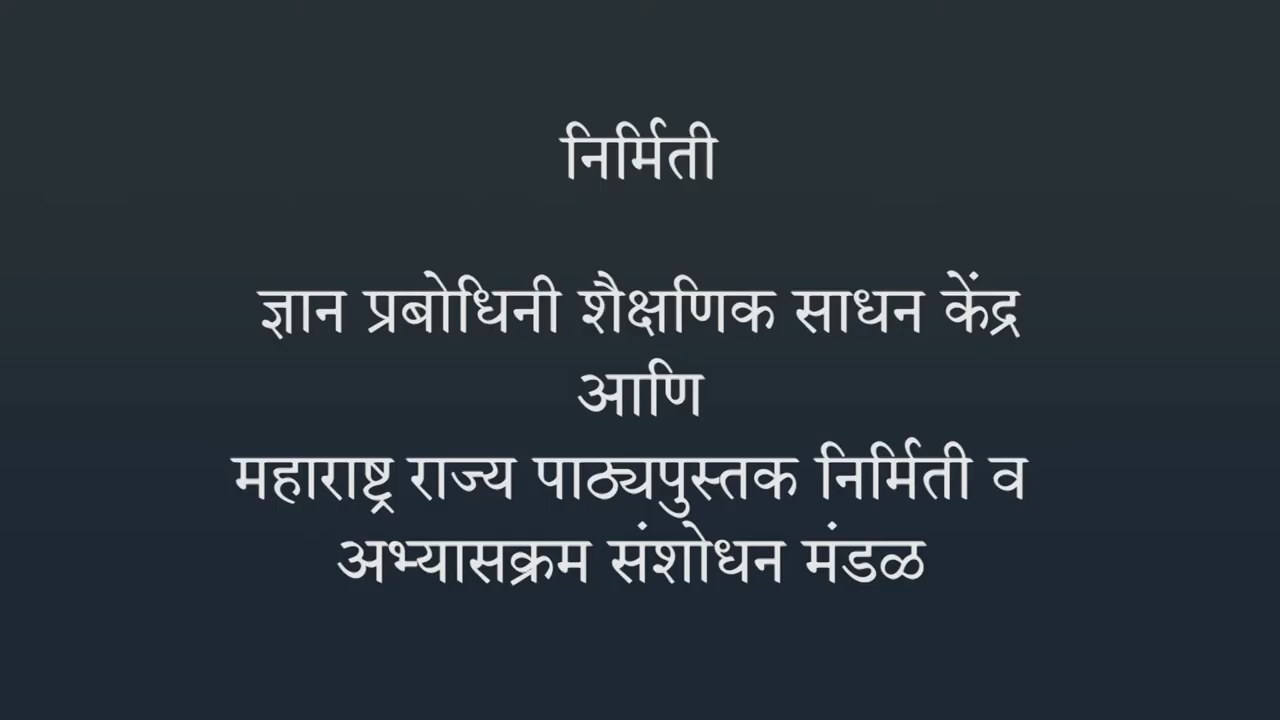 निर्मिती
ज्ञान प्रबोधिनी शैक्षणिक साधन केंद्र
आणि
महाराष्ट्र राज्य पाठ्यपुस्तक निर्मिती व
अभ्यासक्रम संशोधन मंडळ